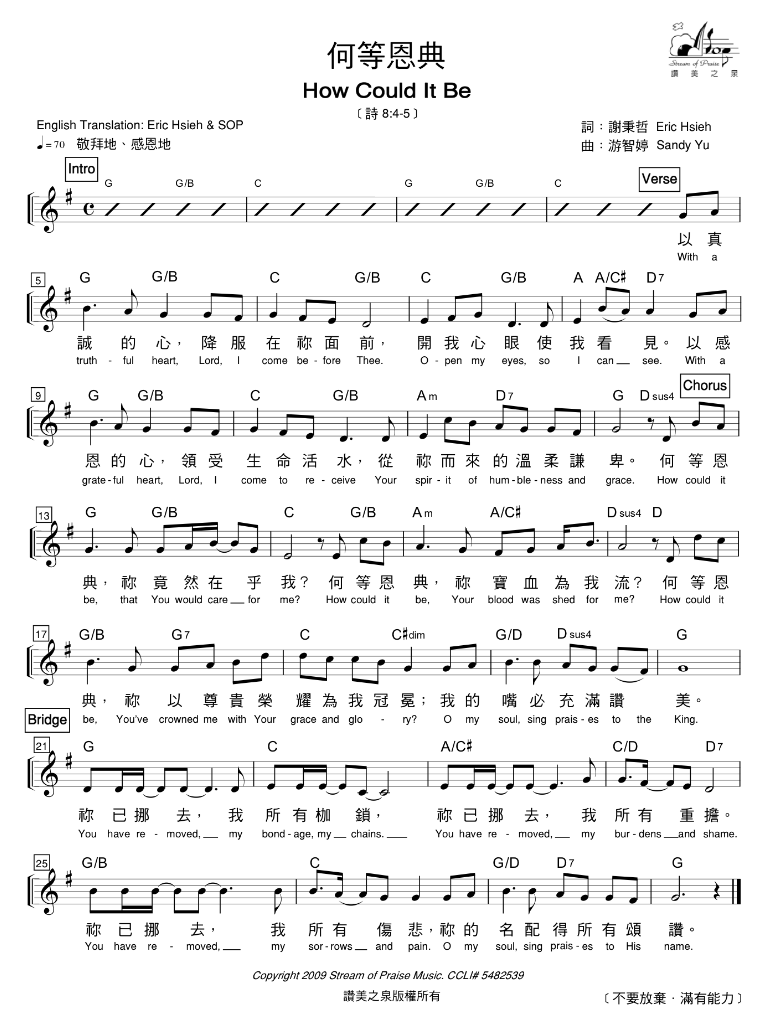 Stream of Praise
讚美之泉
何等恩典
How Could It Be
﹝詩 8:4-5﹞
English Translation: Eric Hsieh & SOP
詞：謝秉哲 Eric Hsieh
♩= 70 敬拜地、感恩地
曲：游智婷 Sandy Yu
Intro
Verse
G G/B C G G/B C
以 真
With a
5
G G/B C G/B C D/B A A/C♯ D7
誠 的 心， 降 服 在 祢 面 前， 開 我 心 眼 使 我 看 見。 以 感
truth- ful heart, Lord, I come be-fore Thee. O-pen my eyes, so I can see. With a
Chorus
9
G G/B C G/B Am D7 G Dsus4
恩 的 心， 領 受 生 命 活 水， 從 祢 而 來 的 溫 柔 謙 卑。 何 等 恩
grate-ful heart, Lord, I come to re-ceive Your spir-it of hum-ble-ness and grace. How could it
13
G G/B C G/B Am A/C♯ Dsus4 D
典， 祢 竟 然 在 乎 我？ 何 等 恩 典， 祢 寶 血 為 我 流？ 何 等 恩
be, that You would care for me? How could it be, Your blood was shed for me? How could it
17
G/B G7 C C♯dim G/D Dsus4 G
典， 祢 以 尊 貴 榮 耀 為 我 冠 冕； 我 的 嘴 必 充 滿 讚 美。
be, You've crowned me with Your grace and glo-ry? O my soul, sing prais-es to the King.
Bridge
21
G C A/C♯ C/D D7
祢 已 挪 去， 我 所 有 枷 鎖， 祢 已 挪 去， 我 所 有 重 擔。
You have re-moved, my bond-age, my chains. You have re-moved, my bur-dens and shame.
25
G/B C G/D D7 G
祢 已 挪 去， 我 所 有 傷 悲， 祢 的 名 配 得 所 有 頌 讚。
You have re-moved, my sor-rows and pain. O my soul, sing prais-es to His name.
Copyright 2009 Stream of Praise Music. CCLI# 5482539
讚美之泉版權所有
﹝不要放棄，滿有能力﹞